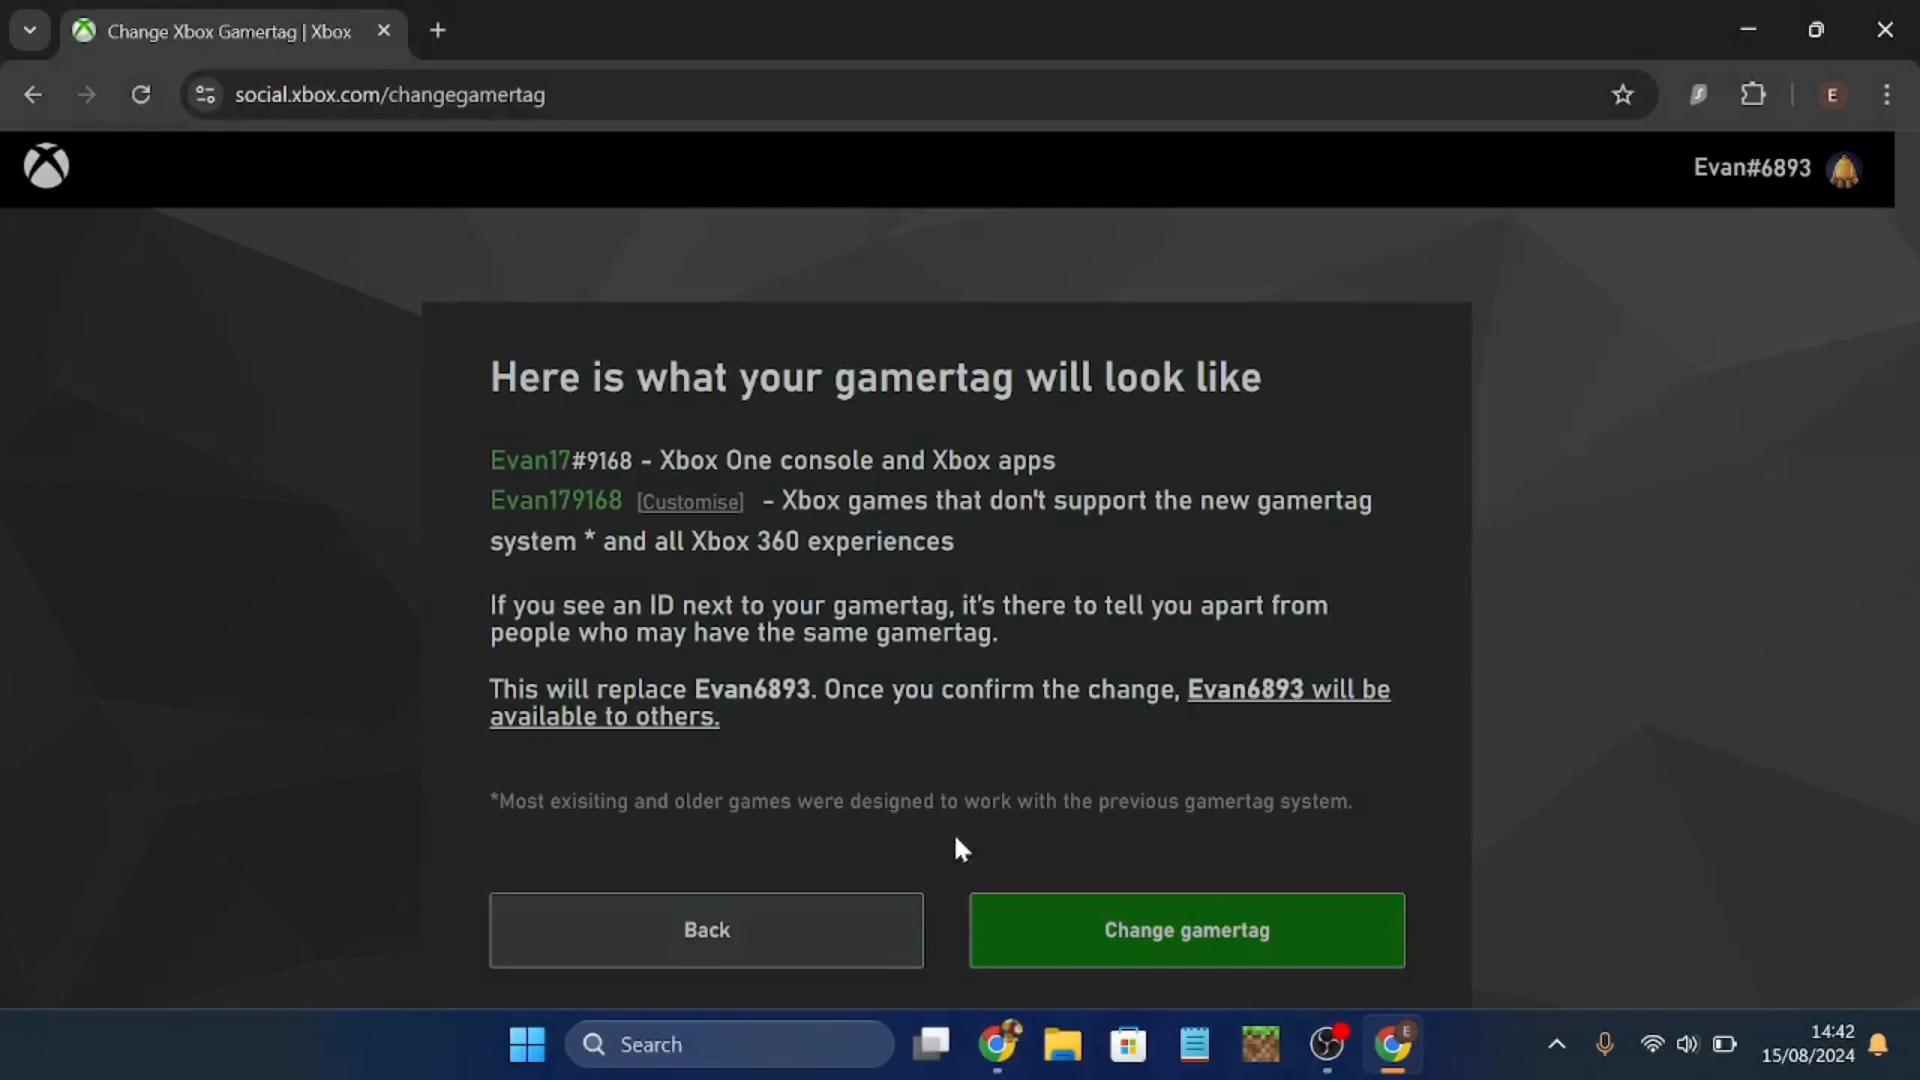 Change Xbox Gamertag | Xbox
social.xbox.com/changegamertag
E
Evan#6893
Here is what your gamertag will look like
Evan17#9168 - Xbox One console and Xbox apps
Evan179168 [Customise] - Xbox games that don't support the new gamertag
system * and all Xbox 360 experiences
If you see an ID next to your gamertag, it's there to tell you apart from
people who may have the same gamertag.
This will replace Evan6893. Once you confirm the change, Evan6893 will be
available to others.
*Most exisiting and older games were designed to work with the previous gamertag system.
Back
Change gamertag
Search
E
14:42
15/08/2024